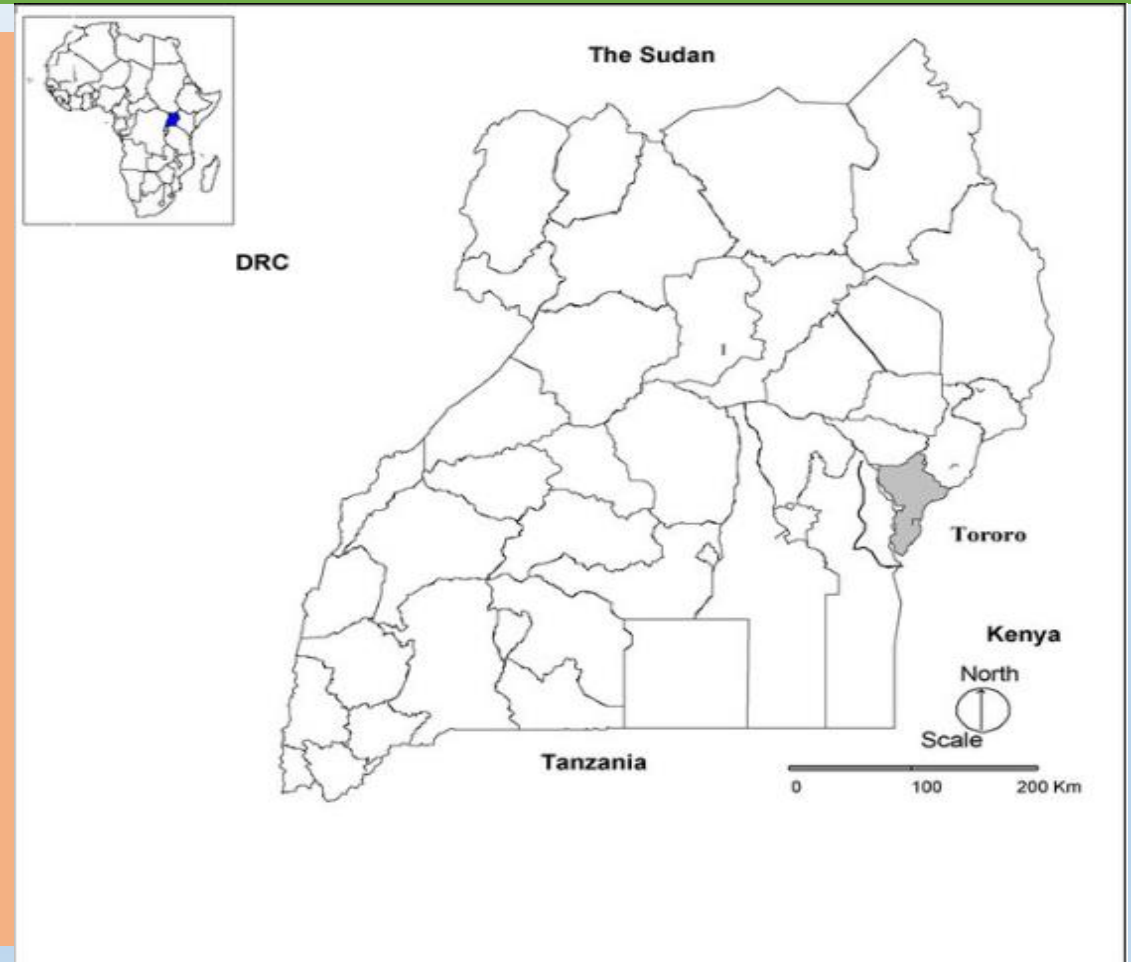 The Sudan
DRC
Tororo
Kenya
North
Scale
Tanzania
0 100 200 Km